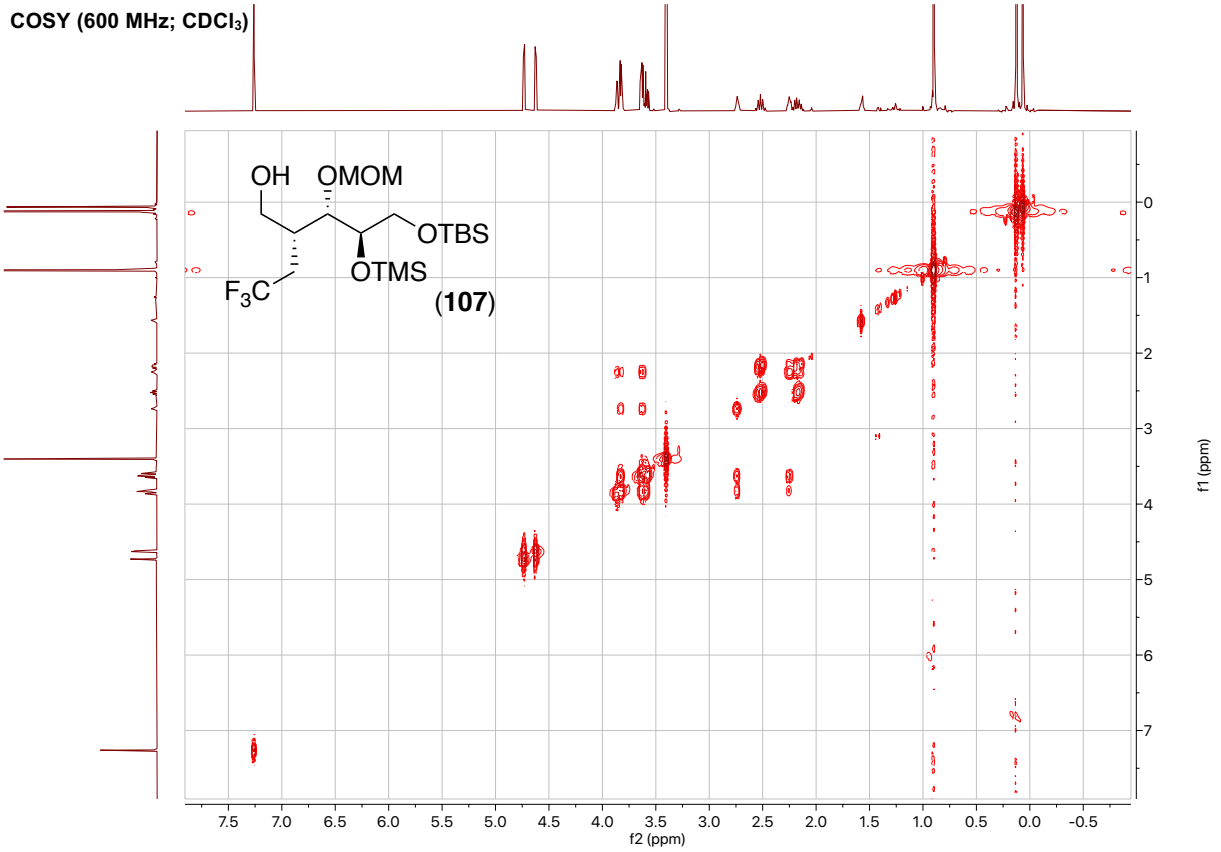 COSY (600 MHz; CDCl₃)
OH
OMOM
OTBS
OTMS
F₃C
(107)
0
1
2
3
4
5
6
7
f1 (ppm)
7.5 7.0 6.5 6.0 5.5 5.0 4.5 4.0 3.5 3.0 2.5 2.0 1.5 1.0 0.5 0.0 -0.5
f2 (ppm)